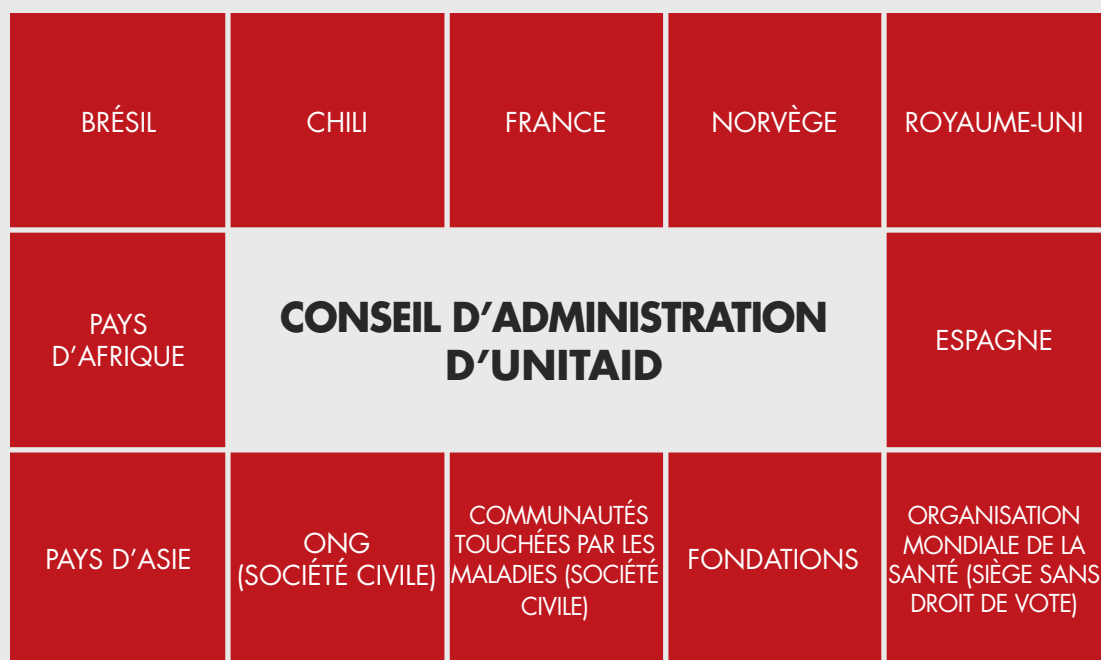 BRÉSIL
CHILI
FRANCE
NORVÈGE
ROYAUME-UNI
PAYS
D’AFRIQUE
CONSEIL D’ADMINISTRATION
D’UNITAID
ESPAGNE
PAYS D’ASIE
ONG
(SOCIÉTÉ CIVILE)
COMMUNAUTÉS
TOUCHÉES PAR LES
MALADIES (SOCIÉTÉ
CIVILE)
FONDATIONS
ORGANISATION
MONDIALE DE LA
SANTÉ (SIÈGE SANS
DROIT DE VOTE)